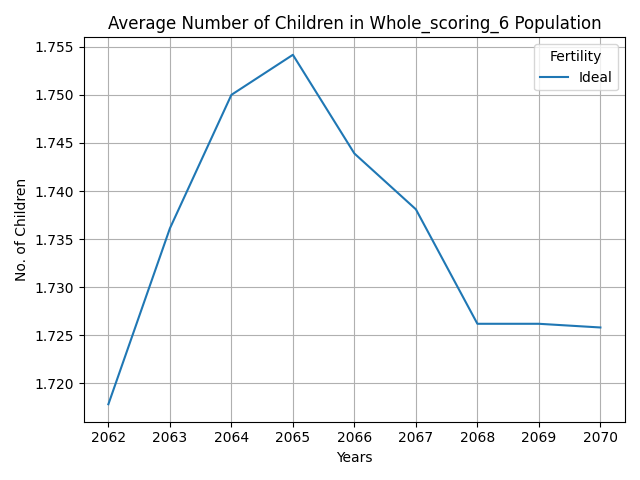 Average Number of Children in Whole_scoring_6 Population
1.755
1.750
1.745
1.740
1.735
1.730
1.725
1.720
No. of Children
Fertility
Ideal
2062 2063 2064 2065 2066 2067 2068 2069 2070
Years